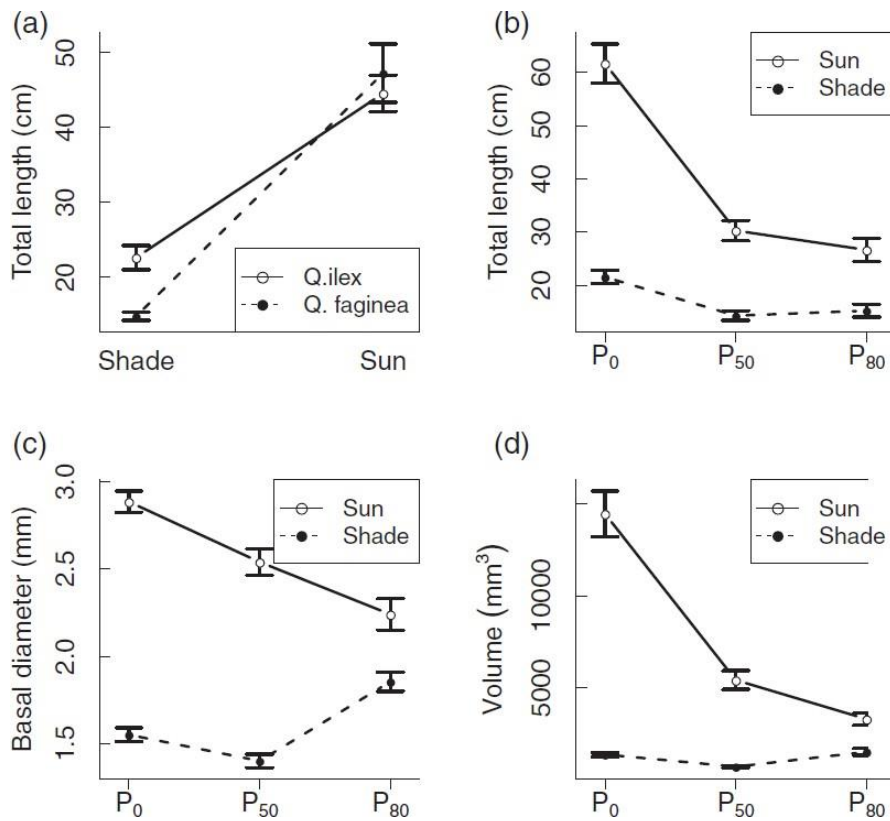 (a)
Total length (cm)
50
40
30
20
Q.ilex
Q. faginea
Shade
Sun
(b)
Total length (cm)
60
50
40
30
20
Sun
Shade
P₀
P₅₀
P₈₀
(c)
Basal diameter (mm)
3.0
2.5
2.0
1.5
Sun
Shade
P₀
P₅₀
P₈₀
(d)
Volume (mm³)
10000
5000
Sun
Shade
P₀
P₅₀
P₈₀